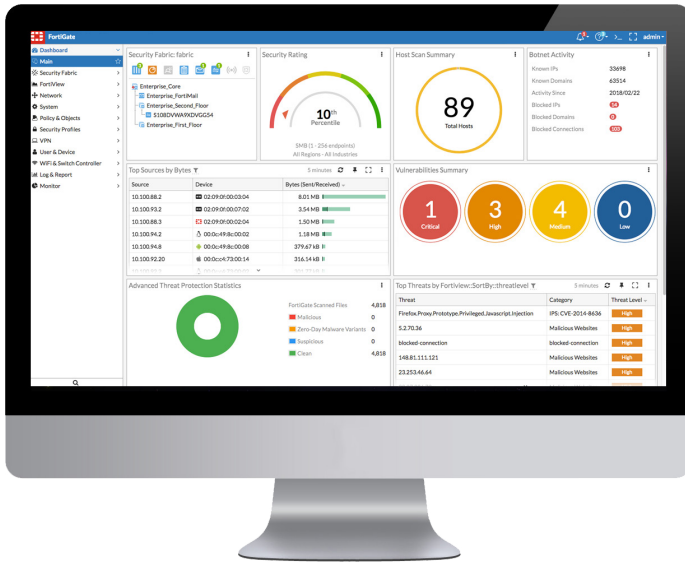 FortiGate
admin
Dashboard
Main
Security Fabric
FortiView
Network
System
Policy & Objects
Security Profiles
VPN
User & Device
WiFi & Switch Controller
Log & Report
Monitor
Security Fabric: fabric
Enterprise_Core
Enterprise_FortiMail
Enterprise_Second_Floor
S108DVWA9XDVGG54
Enterprise_First_Floor
Security Rating
10th
Percentile
SMB (1 - 256 endpoints)
All Regions - All Industries
Host Scan Summary
89
Total Hosts
Botnet Activity
Known IPs 33698
Known Domains 63514
Activity Since 2018/02/22
Blocked IPs 54
Blocked Domains 0
Blocked Connections 103
Top Sources by Bytes 5 minutes
Source Device Bytes (Sent/Received)
10.100.88.2 02:09:0f:00:03:04 8.01 MB
10.100.93.2 02:09:0f:00:07:02 3.54 MB
10.100.88.3 02:09:0f:00:02:04 1.50 MB
10.100.94.2 00:0c:49:8c:00:02 1.18 MB
10.100.94.8 00:0c:49:8c:00:08 379.67 kB
10.100.92.20 00:0c:c4:73:00:14 316.14 kB
Vulnerabilities Summary
1 3 4 0
Critical High Medium Low
Advanced Threat Protection Statistics
FortiGate Scanned Files 4,818
Malicious 0
Zero-Day Malware Variants 0
Suspicious 0
Clean 4,818
Top Threats by Fortiview::SortBy::threatlevel 5 minutes
Threat Category Threat Level
Firefox.Proxy.Prototype.Privileged.Javascript.Injection IPS: CVE-2014-8636 High
5.2.70.36 Malicious Websites High
blocked-connection blocked-connection High
148.81.111.121 Malicious Websites High
23.253.46.64 Malicious Websites High